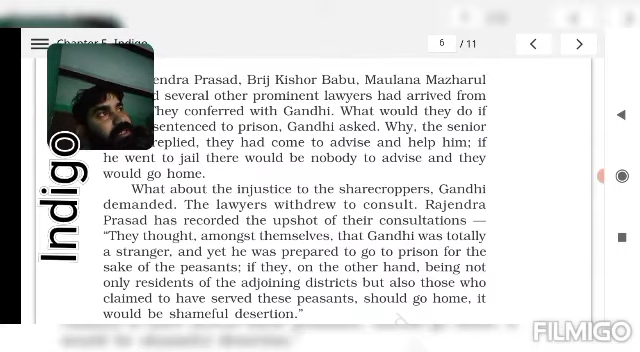 Chapter 5 Indigo
6 / 11
endra Prasad, Brij Kishor Babu, Maulana Mazharul
several other prominent lawyers had arrived from
They conferred with Gandhi. What would they do if
sentenced to prison, Gandhi asked. Why, the senior
replied, they had come to advise and help him; if
he went to jail there would be nobody to advise and they
would go home.
What about the injustice to the sharecroppers, Gandhi
demanded. The lawyers withdrew to consult. Rajendra
Prasad has recorded the upshot of their consultations —
“They thought, amongst themselves, that Gandhi was totally
a stranger, and yet he was prepared to go to prison for the
sake of the peasants; if they, on the other hand, being not
only residents of the adjoining districts but also those who
claimed to have served these peasants, should go home, it
would be shameful desertion.”
Indigo
FILMIGO